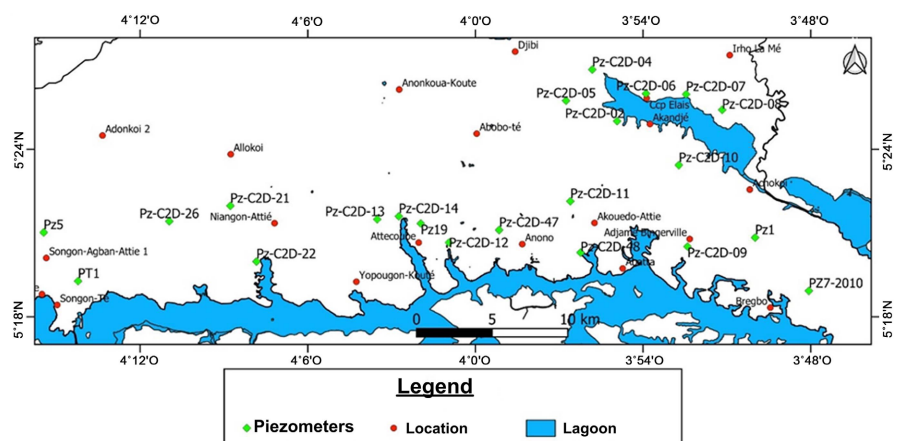 4°12' 4°6' 4°0' 3°54' 3°48'
Djibi
Irho La Mé
Pz-C2D-04
Anonkoua-Koute
Pz-C2D-06 Pz-C2D-07
Pz-C2D-05
Ccp Elais
Pz-C2D-08
Pz-C2D-02
Akandjé
Adonkoi 2
Abobo-té
5°24' 5°24'
Allokoi
Pz-C2D-10
Achokoi
Pz-C2D-21
Pz-C2D-11
Pz-C2D-26
Niangon-Attié
Pz-C2D-13 Pz-C2D-14
Pz-C2D-47
Akouedo-Attie
Pz5
Pz19
Pz1
Attecoube
Pz-C2D-12
Anono
Adjame-Bingerville
Pz-C2D-48
Pz-C2D-09
Songon-Agban-Attie 1
Pz-C2D-22
PT1
Yopougon-Kouté
PZ7-2010
e
Songon-Te
Bregbo
5°18' 5°18'
0 5 10 km
4°12' 4°6' 4°0' 3°54' 3°48'
Legend
Piezometers Location Lagoon